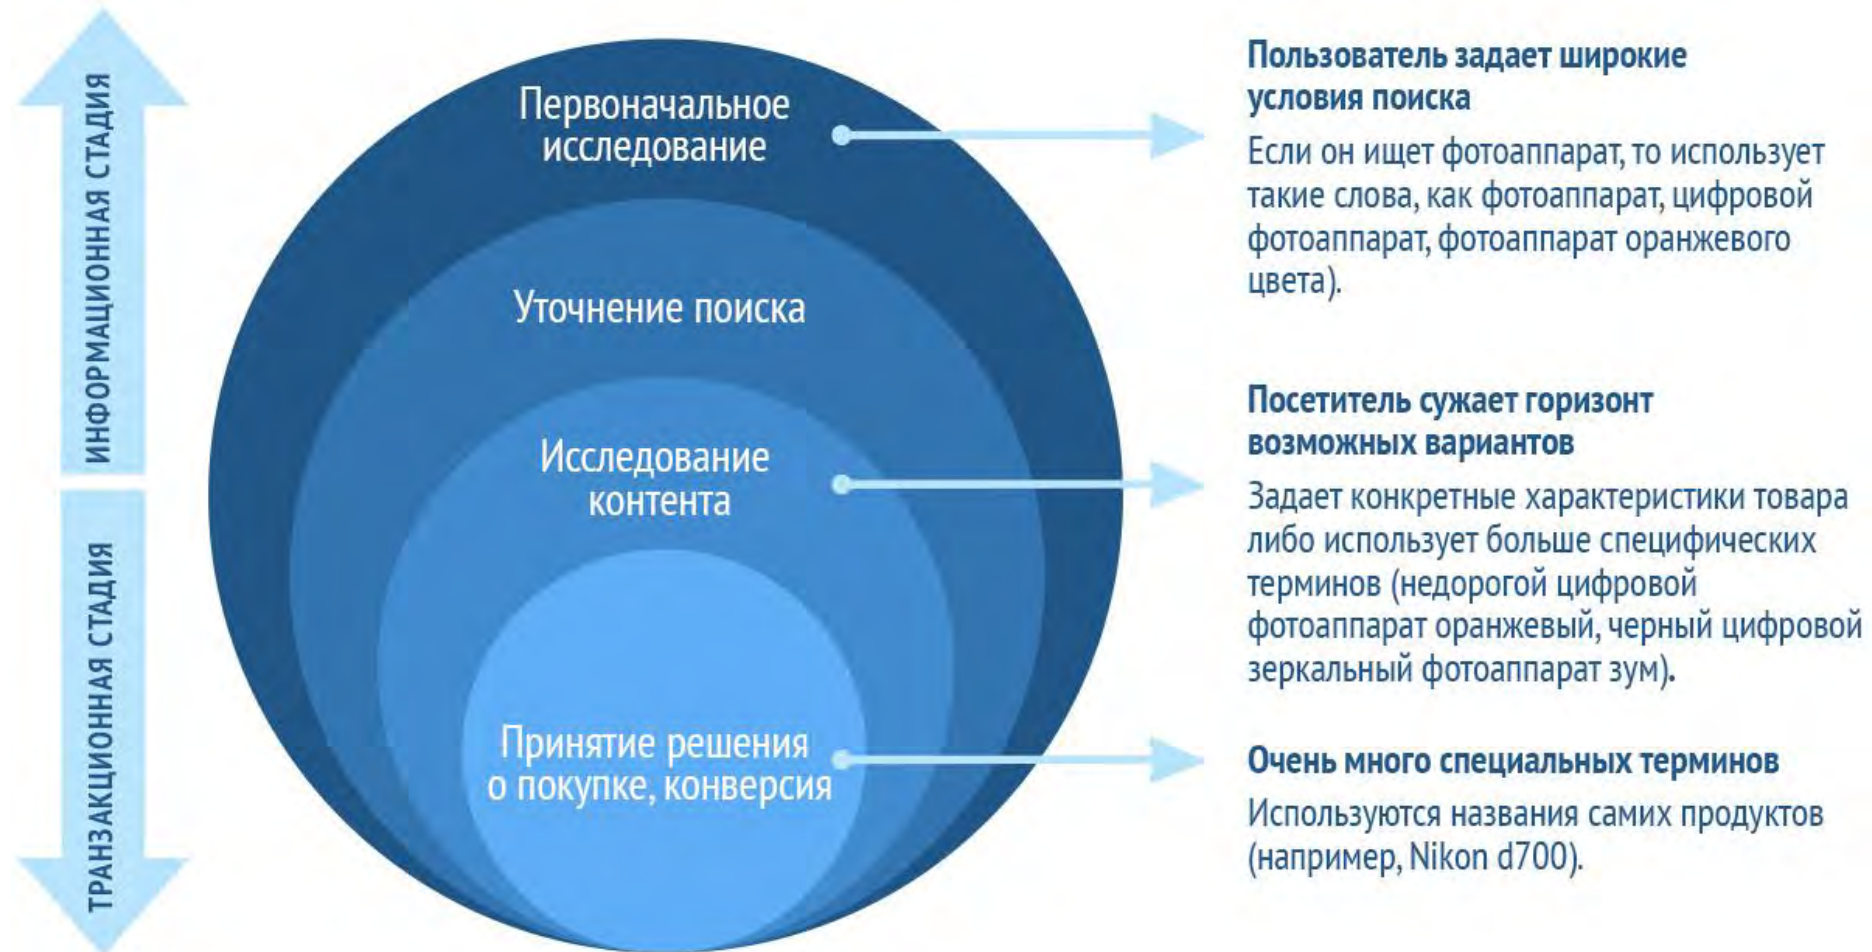 ИНФОРМАЦИОННАЯ СТАДИЯ
ТРАНЗАКЦИОННАЯ СТАДИЯ
Первоначальное
исследование
Уточнение поиска
Исследование
контента
Принятие решения
о покупке, конверсия
Пользователь задает широкие
условия поиска
Если он ищет фотоаппарат, то использует
такие слова, как фотоаппарат, цифровой
фотоаппарат, фотоаппарат оранжевого
цвета).
Посетитель сужает горизонт
возможных вариантов
Задает конкретные характеристики товара
либо использует больше специфических
терминов (недорогой цифровой
фотоаппарат оранжевый, черный цифровой
зеркальный фотоаппарат зум).
Очень много специальных терминов
Используются названия самих продуктов
(например, Nikon d700).